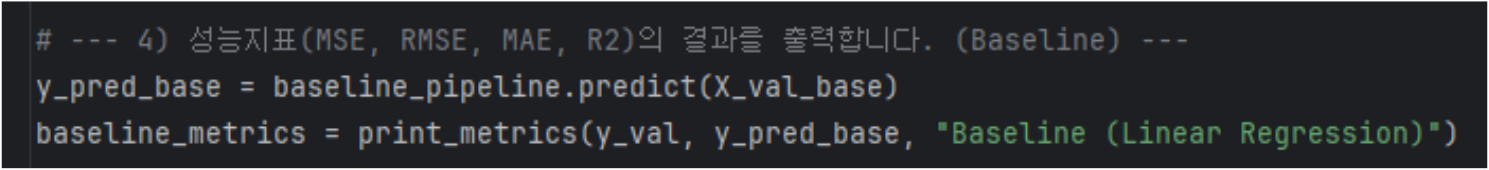 # --- 4) 성능지표(MSE, RMSE, MAE, R2)의 결과를 출력합니다. (Baseline) ---
y_pred_base = baseline_pipeline.predict(X_val_base)
baseline_metrics = print_metrics(y_val, y_pred_base, "Baseline (Linear Regression)")